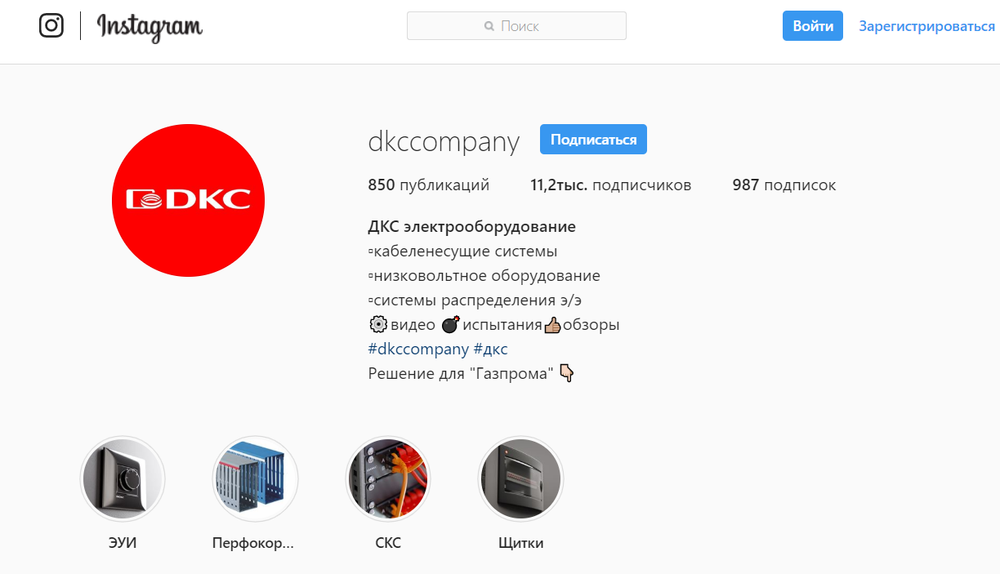 Instagram
Поиск
Войти
Зарегистрироваться
DKC
dkccompany
Подписаться
850 публикаций
11,2тыс. подписчиков
987 подписок
ДКС электрооборудование
▫кабеленесущие системы
▫низковольтное оборудование
▫системы распределения э/э
⚙видео 💣испытания👍🏽обзоры
#dkccompany #дкс
Решение для "Газпрома" 👇🏻
ЭУИ
Перфокор...
СКС
Щитки